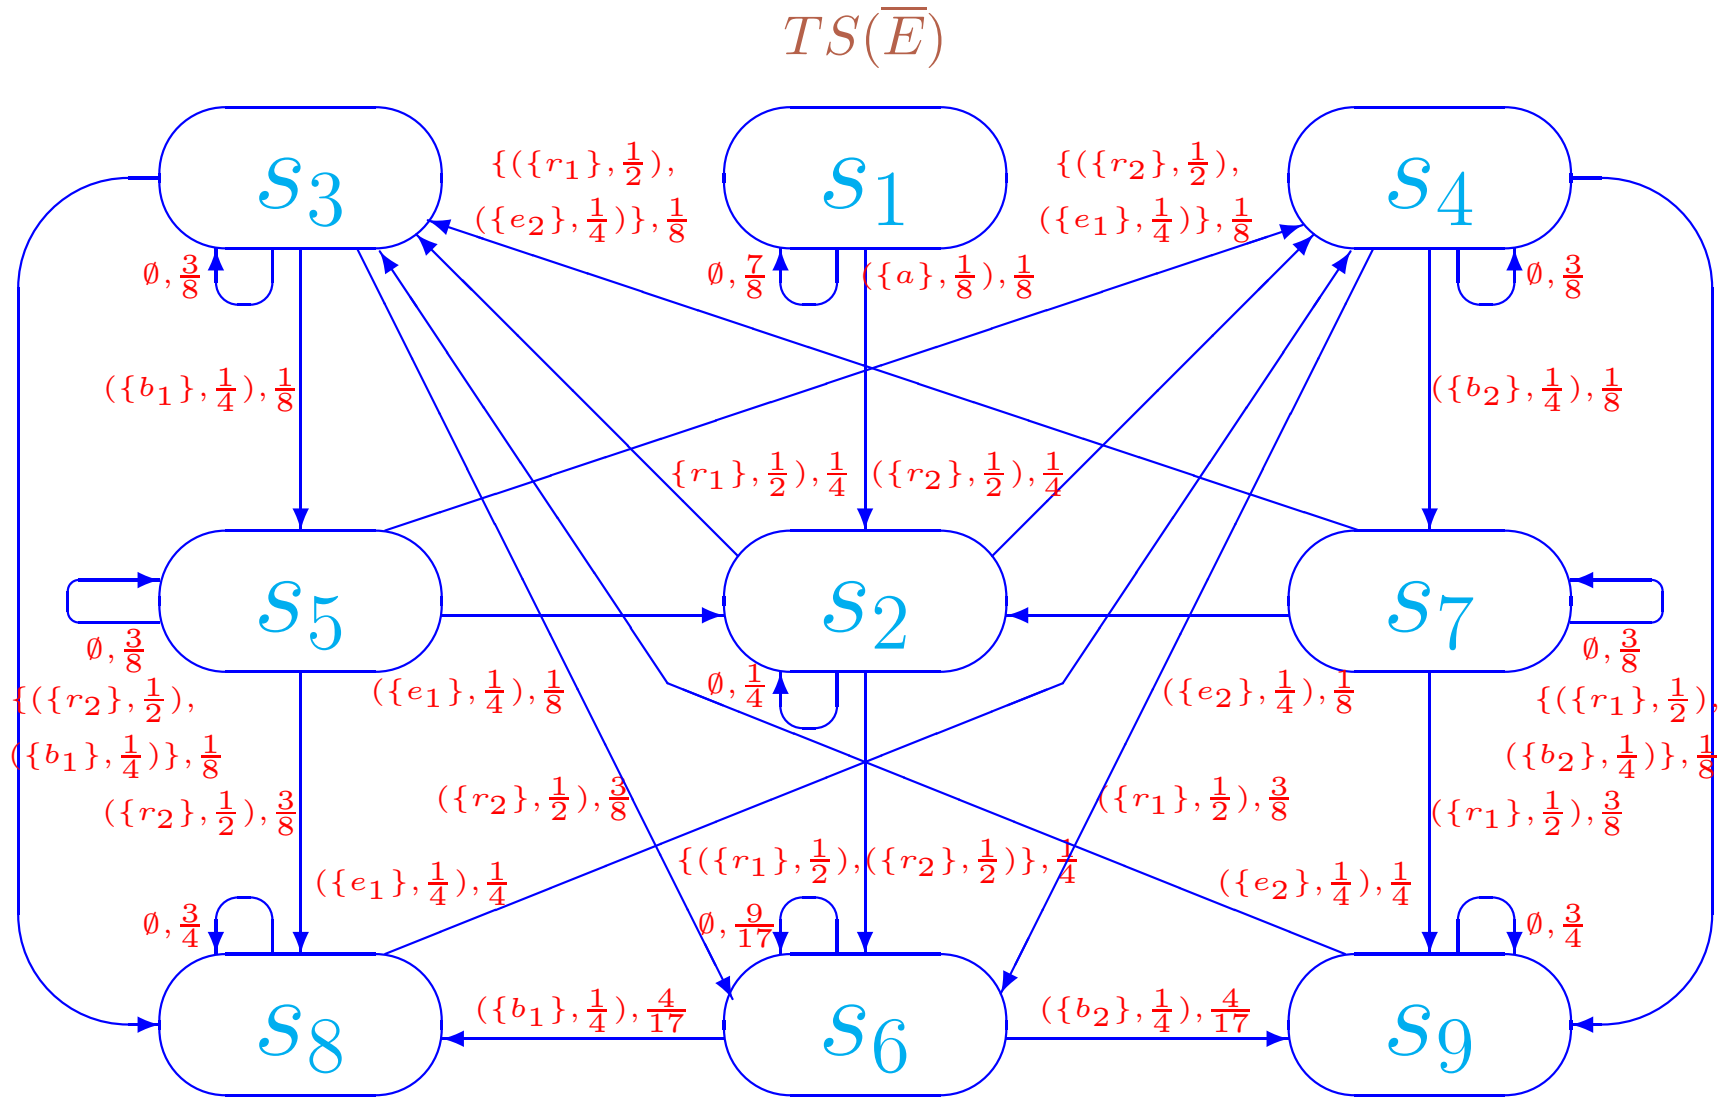 TS(E̅)
s₃
s₁
s₄
{({r₁},1/2),
({e₂},1/4)},1/8
{({r₂},1/2),
({e₁},1/4)},1/8
∅,3/8
∅,7/8
({a},1/8),1/8
∅,3/8
({b₁},1/4),1/8
({b₂},1/4),1/8
{r₁},1/2),1/4
({r₂},1/2),1/4
s₅
s₂
s₇
∅,3/8
∅,3/8
({e₁},1/4),1/8
∅,1/4
({e₂},1/4),1/8
{({r₂},1/2),
({b₁},1/4)},1/8
{({r₁},1/2),
({b₂},1/4)},1/8
({r₂},1/2),3/8
({r₂},1/2),3/8
({r₁},1/2),3/8
({r₁},1/2),3/8
({e₁},1/4),1/4
{({r₁},1/2),({r₂},1/2)},1/4
({e₂},1/4),1/4
∅,3/4
∅,9/17
∅,3/4
({b₁},1/4),4/17
({b₂},1/4),4/17
s₈
s₆
s₉